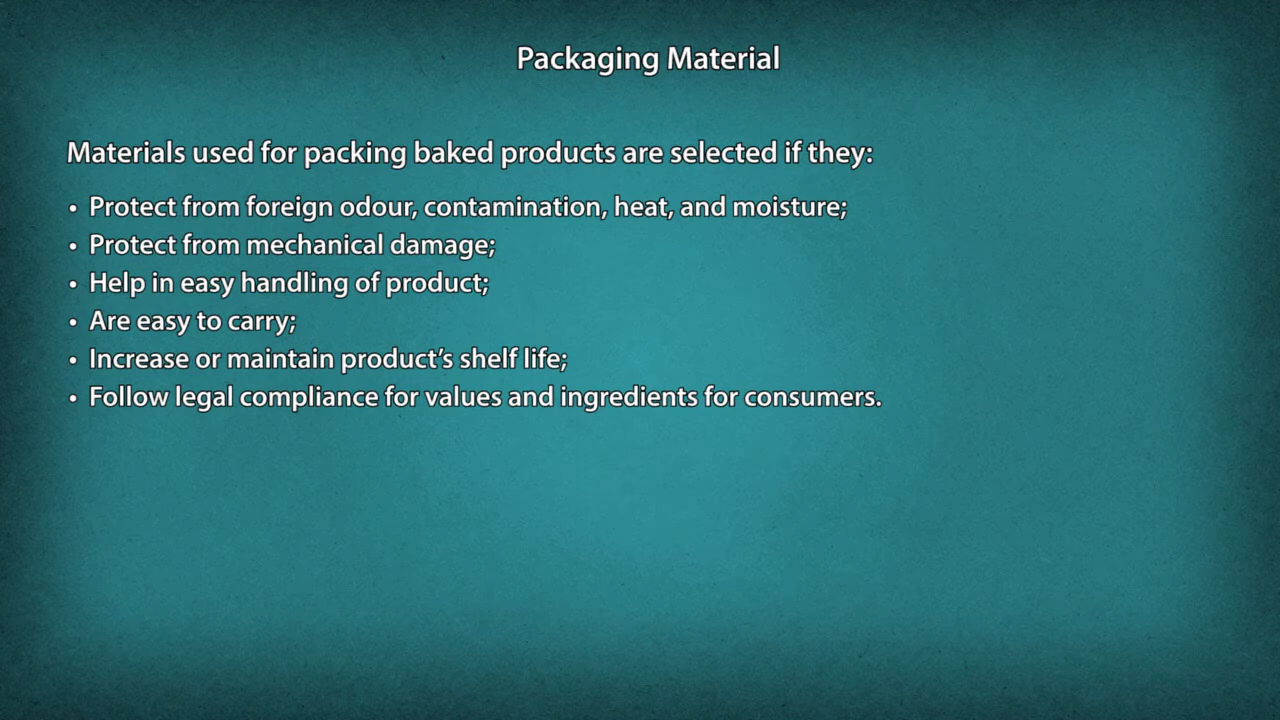 Packaging Material
Materials used for packing baked products are selected if they:
• Protect from foreign odour, contamination, heat, and moisture;
• Protect from mechanical damage;
• Help in easy handling of product;
• Are easy to carry;
• Increase or maintain product’s shelf life;
• Follow legal compliance for values and ingredients for consumers.